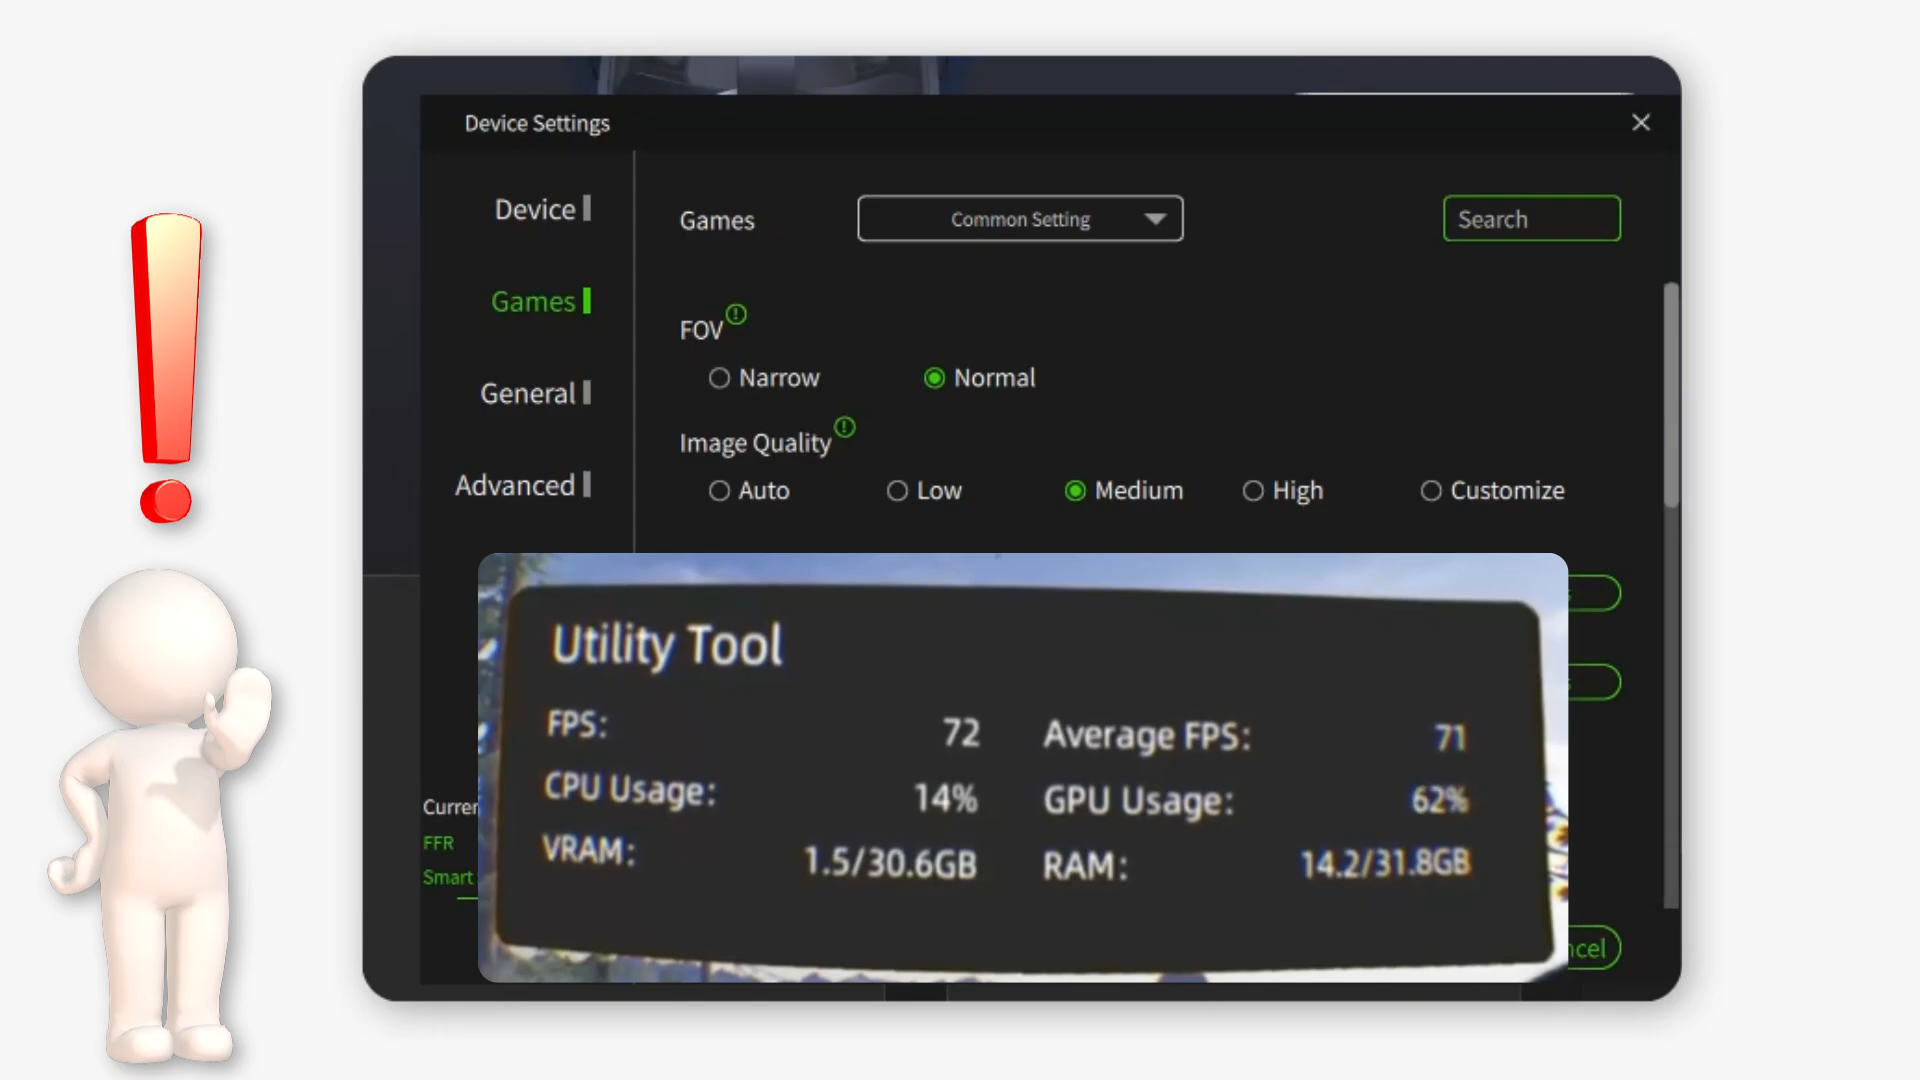 Device Settings
Device
Games
General
Advanced
Games
Common Setting
Search
FOV
Narrow
Normal
Image Quality
Auto
Low
Medium
High
Customize
Utility Tool
FPS: 72
Average FPS: 71
CPU Usage: 14%
GPU Usage: 62%
VRAM: 1.5/30.6GB
RAM: 14.2/31.8GB
FFR
Smart